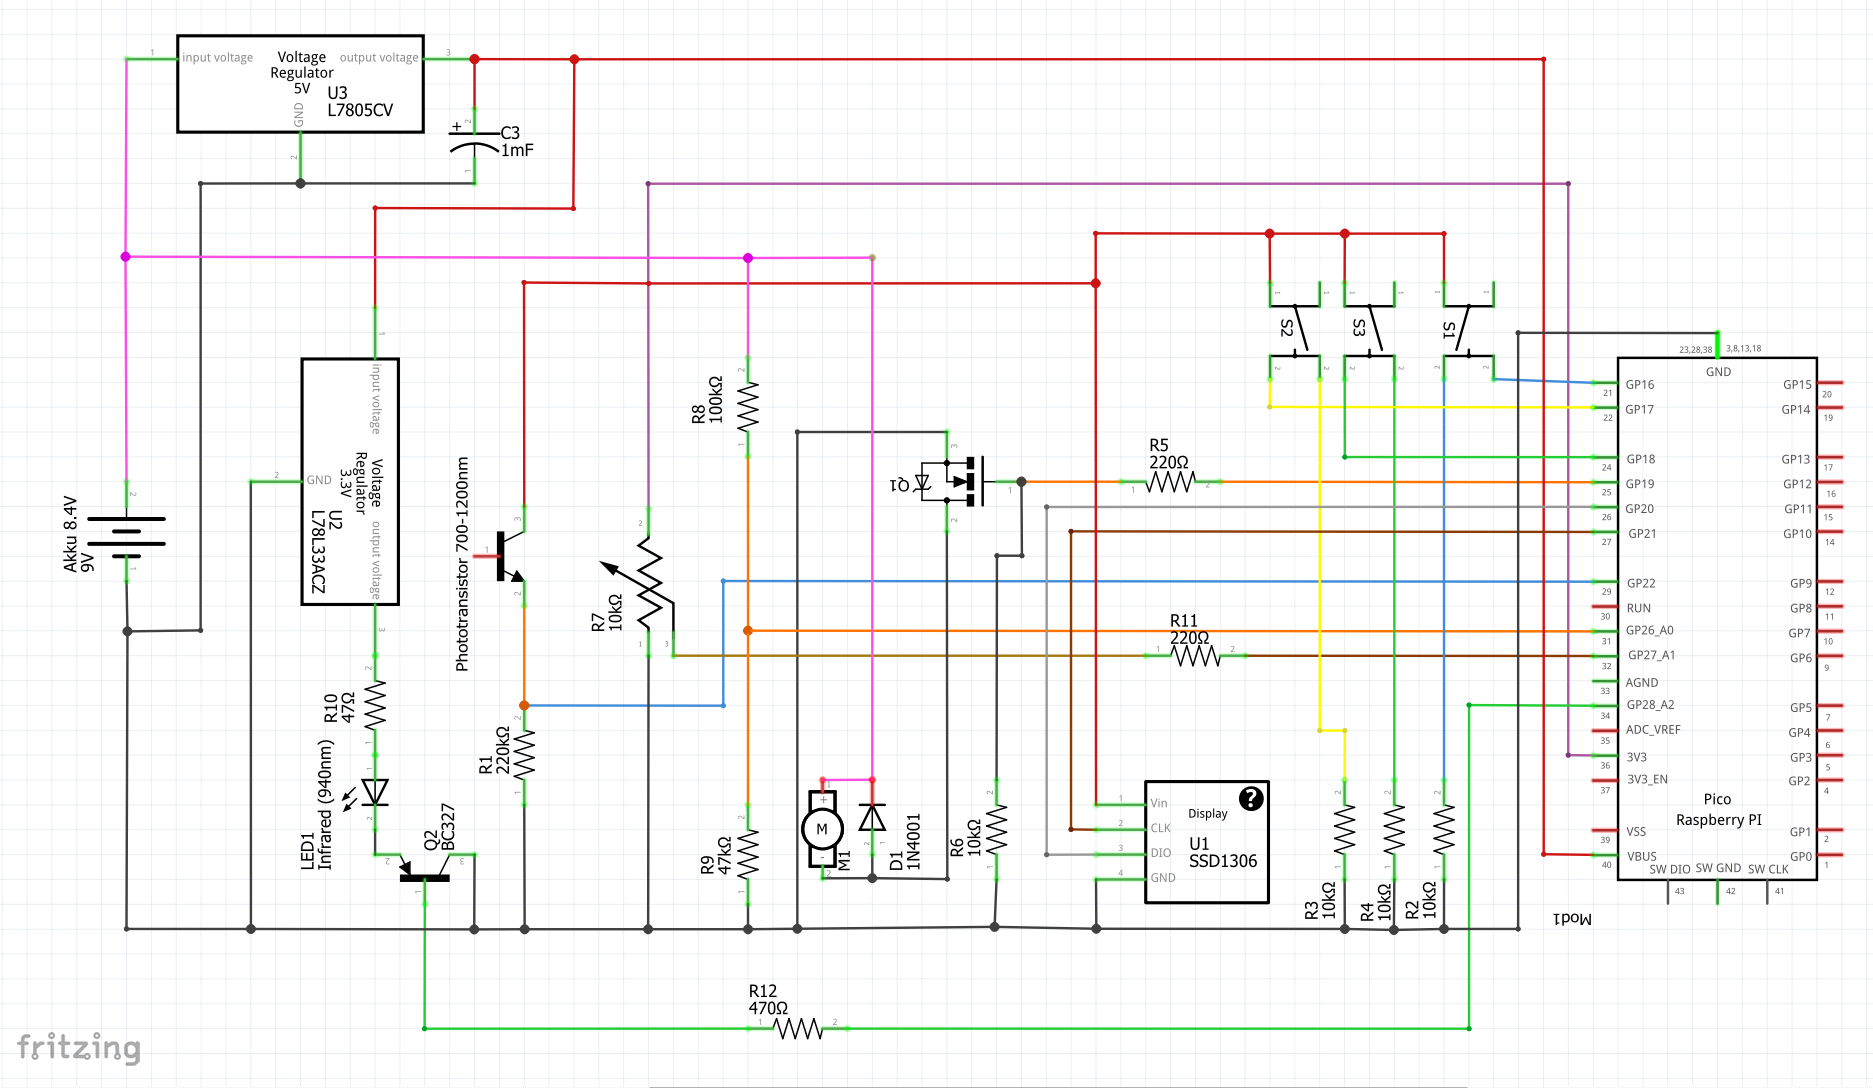 1
input voltage
Voltage
Regulator
5V
output voltage
3
U3
L7805CV
GND
2
+
2
C3
1mF
1
1
input voltage
Voltage
Regulator
3.3V
U2
L78L33ACZ
GND
2
output voltage
3
Akku 8.4V
9V
2
1
Phototransistor 700-1200nm
1
3
2
R7
10kΩ
2
1
3
R8
100kΩ
2
1
Q1
3
1
2
R5
220Ω
1
2
S2
1
1
2
2
S3
1
1
2
2
S1
1
1
2
2
23,28,38
3,8,13,18
GND
GP16
21
GP17
22
GP18
24
GP19
25
GP20
26
GP21
27
GP22
29
RUN
30
GP26_A0
31
GP27_A1
32
AGND
33
GP28_A2
34
ADC_VREF
35
3V3
36
3V3_EN
37
VSS
39
VBUS
40
GP15
20
GP14
19
GP13
17
GP12
16
GP11
15
GP10
14
GP9
12
GP8
11
GP7
10
GP6
9
GP5
7
GP4
6
GP3
5
GP2
4
GP1
2
GP0
1
Pico
Raspberry PI
SW DIO
SW GND
SW CLK
43
42
41
Mod1
R11
220Ω
1
2
R10
47Ω
2
1
R1
220kΩ
2
1
LED1
Infrared (940nm)
1
2
Q2
BC327
2
3
1
R9
47kΩ
2
1
M
+
-
1
2
M1
D1
1N4001
2
1
R6
10kΩ
2
1
Vin
1
CLK
2
DIO
3
GND
4
Display
?
U1
SSD1306
R3
10kΩ
2
1
R4
10kΩ
2
1
R2
10kΩ
2
1
R12
470Ω
1
2
fritzing